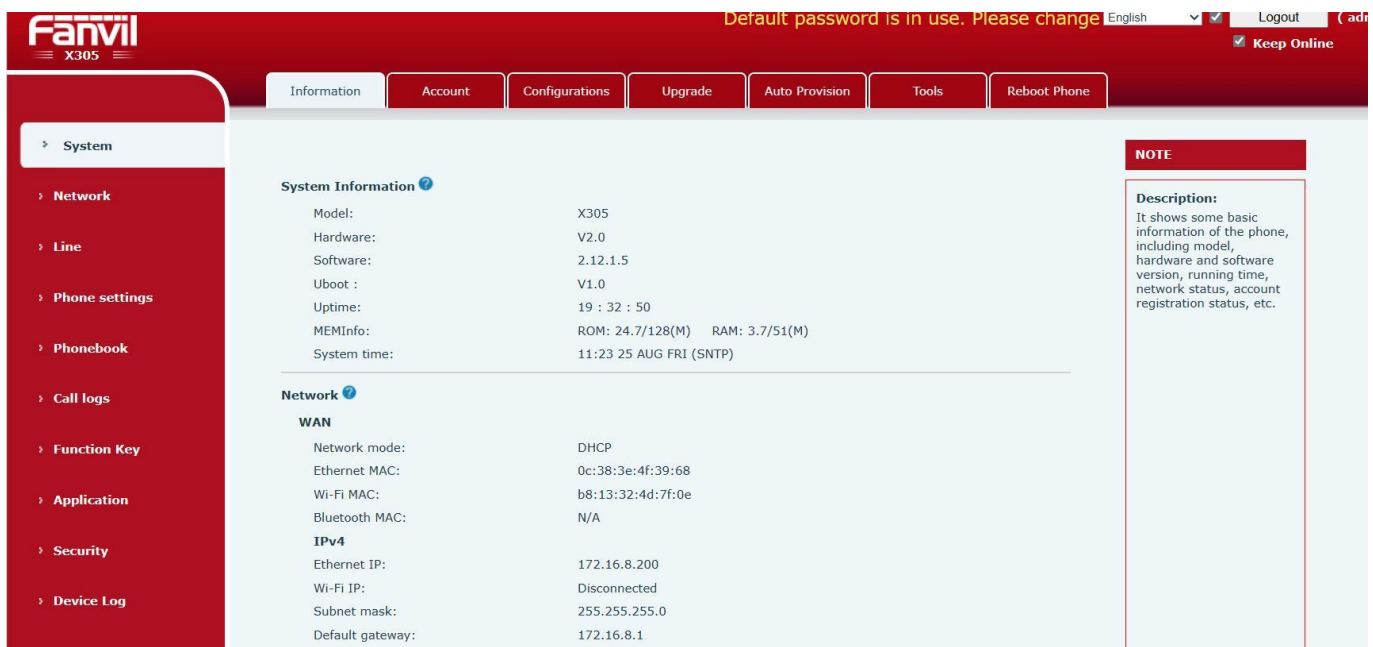 Fanvil
X305
Default password is in use. Please change
English
Logout
( adm
Keep Online
Information
Account
Configurations
Upgrade
Auto Provision
Tools
Reboot Phone
› System
› Network
› Line
› Phone settings
› Phonebook
› Call logs
› Function Key
› Application
› Security
› Device Log
System Information ?
Model: X305
Hardware: V2.0
Software: 2.12.1.5
Uboot : V1.0
Uptime: 19 : 32 : 50
MEMInfo: ROM: 24.7/128(M) RAM: 3.7/51(M)
System time: 11:23 25 AUG FRI (SNTP)
Network ?
WAN
Network mode: DHCP
Ethernet MAC: 0c:38:3e:4f:39:68
Wi-Fi MAC: b8:13:32:4d:7f:0e
Bluetooth MAC: N/A
IPv4
Ethernet IP: 172.16.8.200
Wi-Fi IP: Disconnected
Subnet mask: 255.255.255.0
Default gateway: 172.16.8.1
NOTE
Description:
It shows some basic
information of the phone,
including model,
hardware and software
version, running time,
network status, account
registration status, etc.